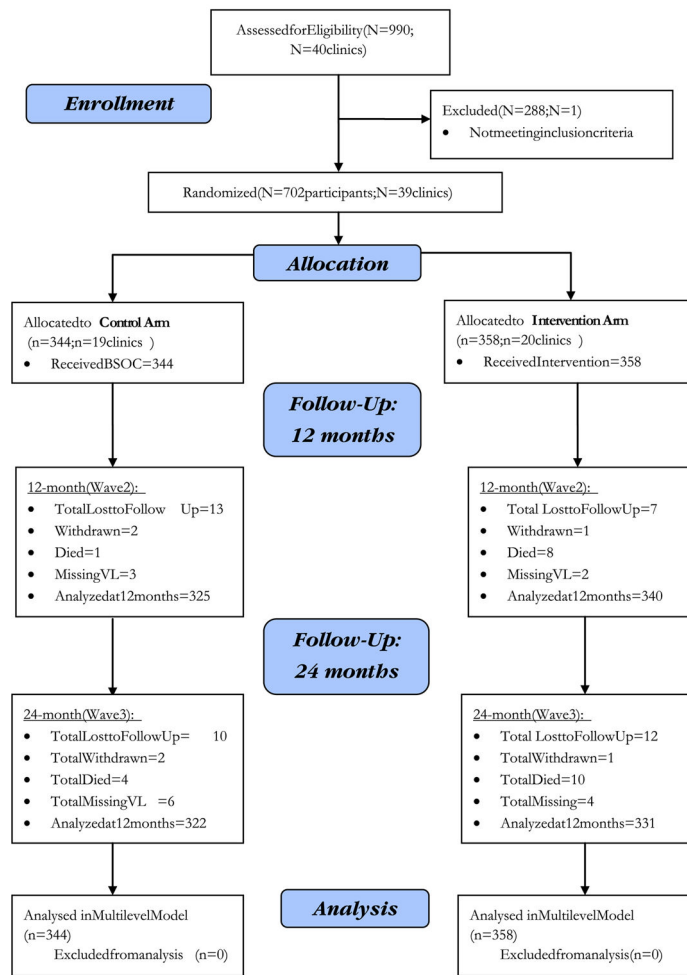 AssessedforEligibility(N=990;
N=40clinics)
Enrollment
Excluded(N=288;N=1)
• Notmeetinginclusioncriteria
Randomized(N=702participants;N=39clinics)
Allocation
Allocatedto Control Arm
(n=344;n=19clinics )
• ReceivedBSOC=344
Allocatedto Intervention Arm
(n=358;n=20clinics )
• ReceivedIntervention=358
Follow-Up:
12 months
12-month(Wave2):
• TotalLosttoFollow Up=13
• Withdrawn=2
• Died=1
• MissingVL=3
• Analyzedat12months=325
12-month(Wave2):
• Total LosttoFollowUp=7
• Withdrawn=1
• Died=8
• MissingVL=2
• Analyzedat12months=340
Follow-Up:
24 months
24-month(Wave3):
• TotalLosttoFollowUp= 10
• TotalWithdrawn=2
• TotalDied=4
• TotalMissingVL =6
• Analyzedat12months=322
24-month(Wave3):
• Total LosttoFollowUp=12
• TotalWithdrawn=1
• TotalDied=10
• TotalMissing=4
• Analyzedat12months=331
Analysis
Analysed inMultilevelModel
(n=344)
Excludedfromanalysis (n=0)
Analysed inMultilevelModel
(n=358)
Excludedfromanalysis(n=0)